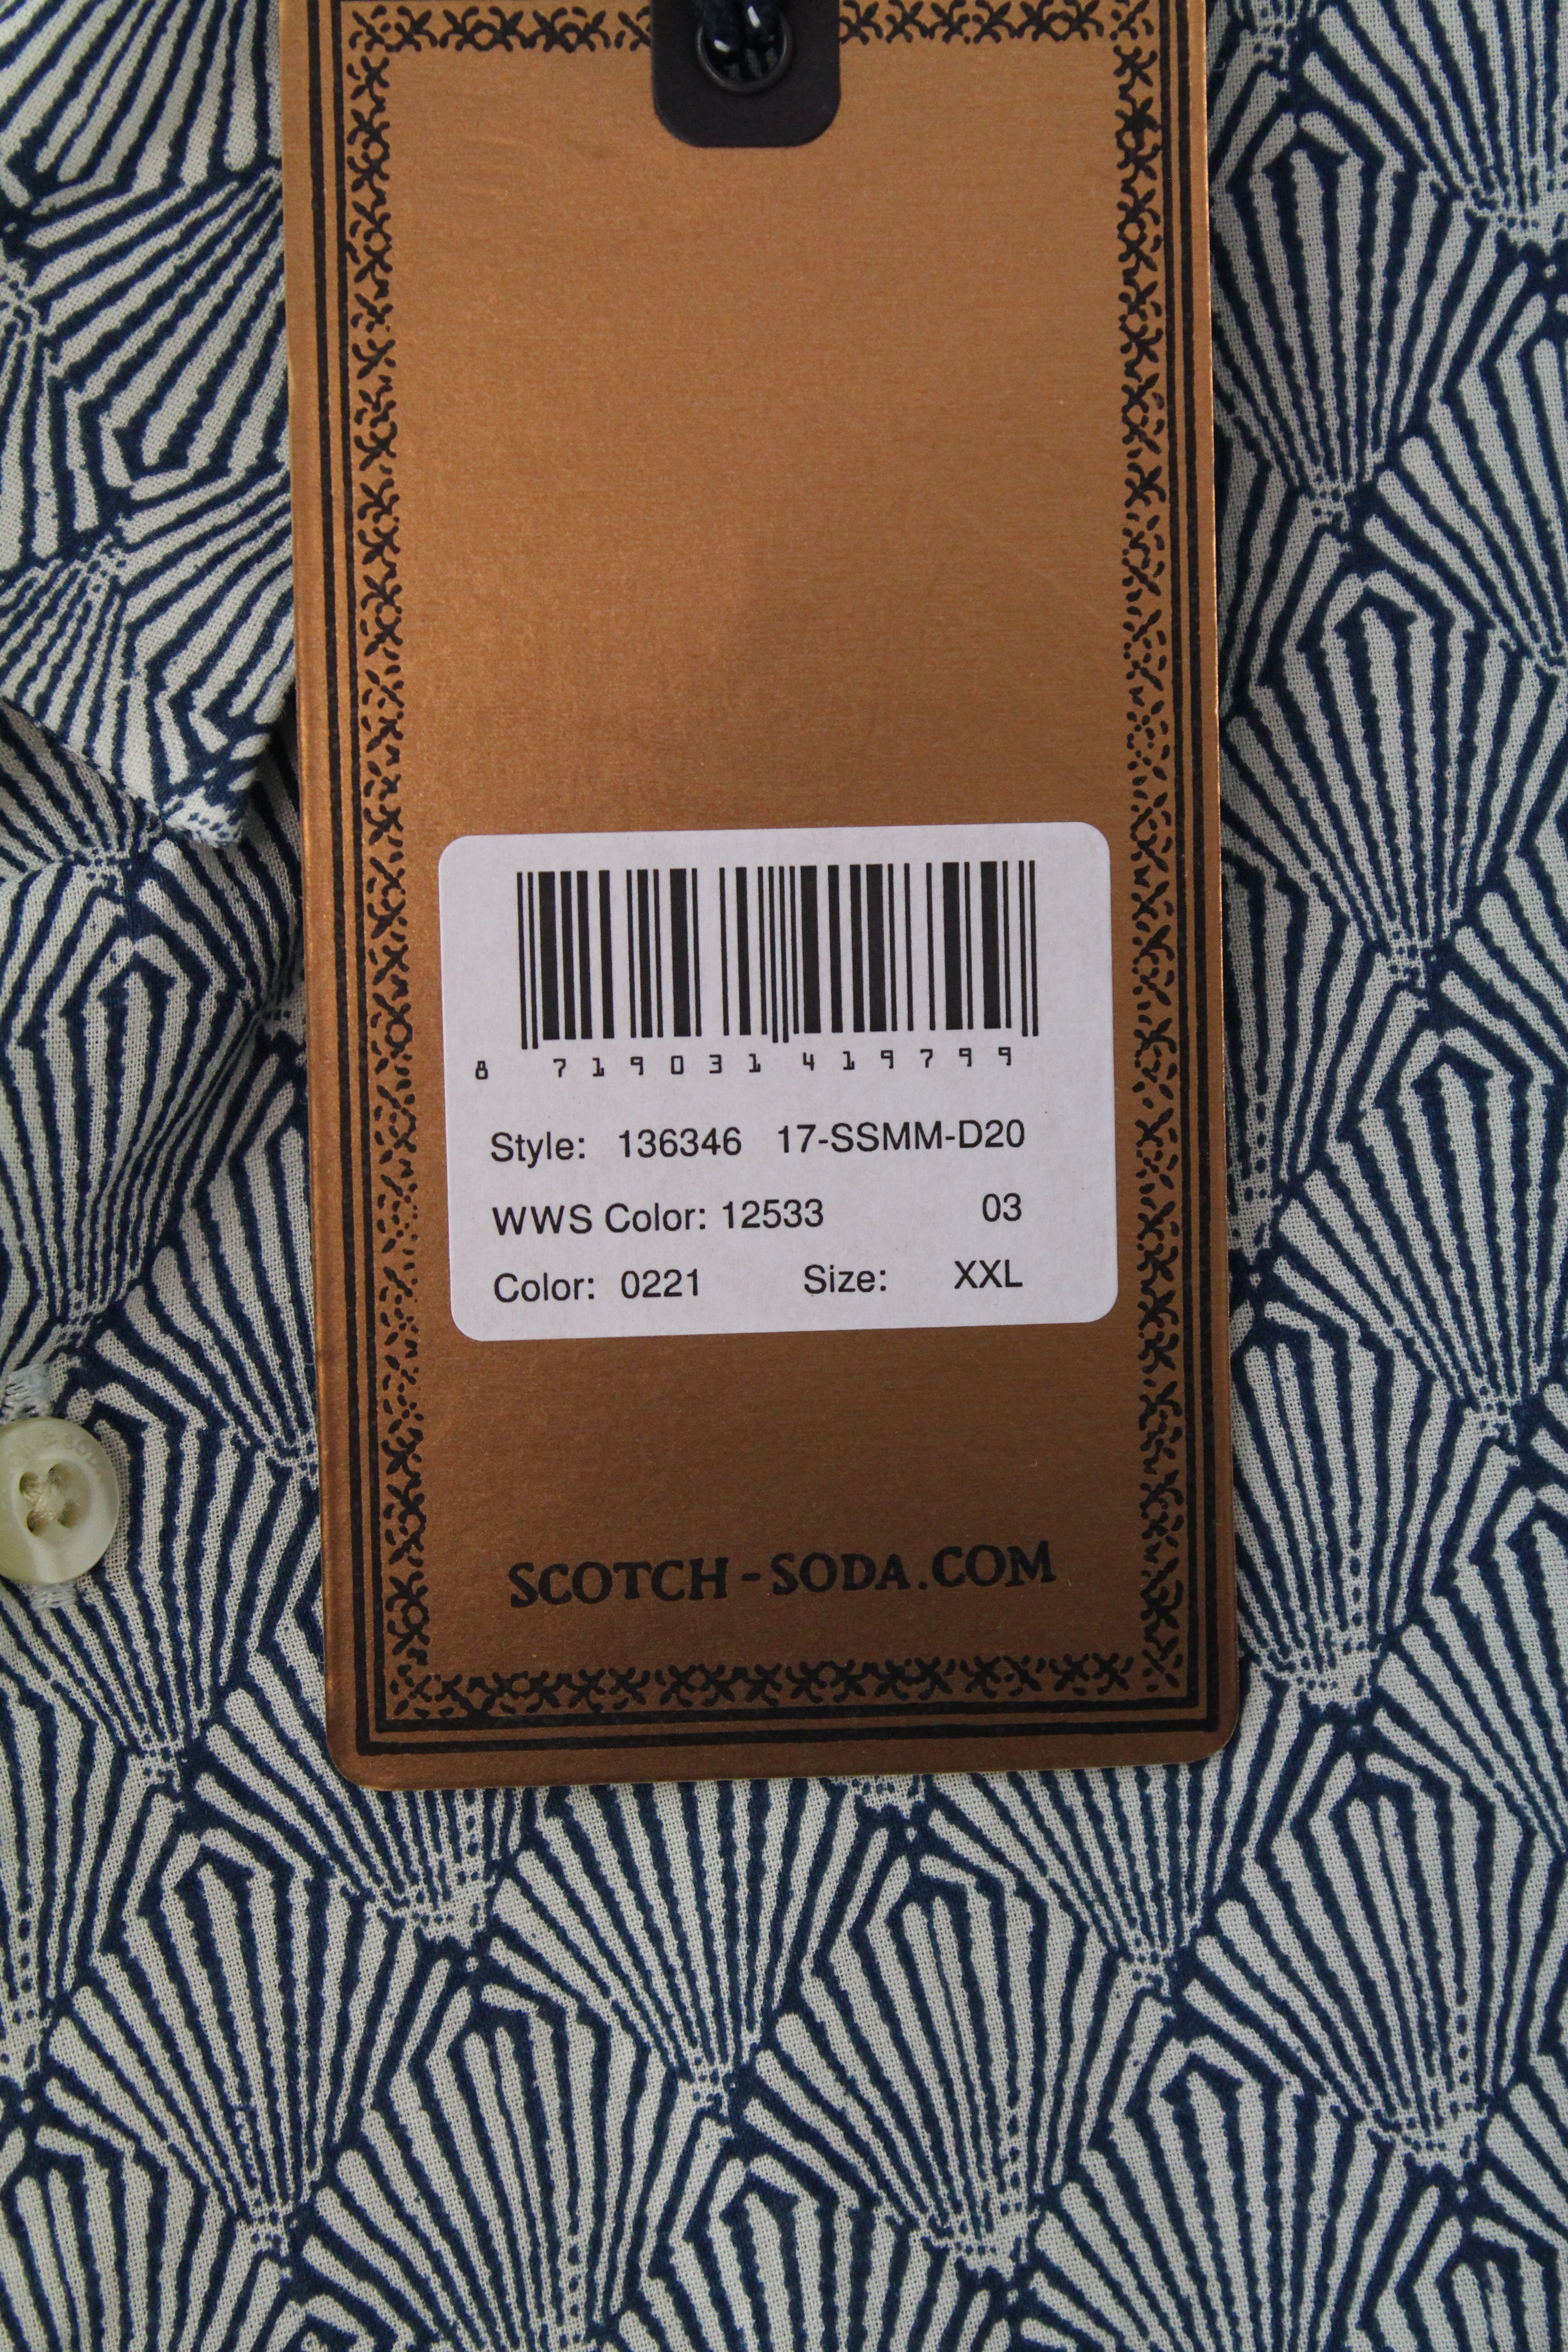 8 719031 419799
Style: 136346 17-SSMM-D20
WWS Color: 12533 03
Color: 0221 Size: XXL
SCOTCH-SODA.COM